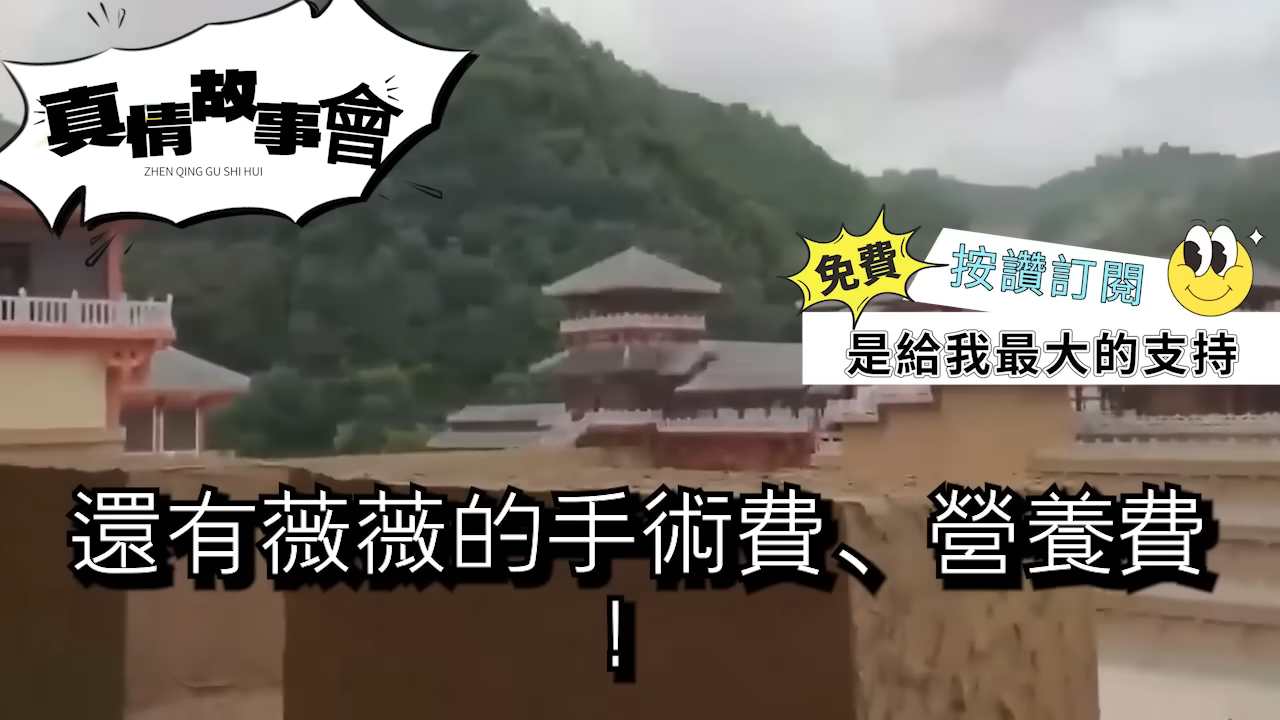 真情故事會
ZHEN QING GU SHI HUI
免費
按讚訂閱
是給我最大的支持
還有薇薇的手術費、營養費
！